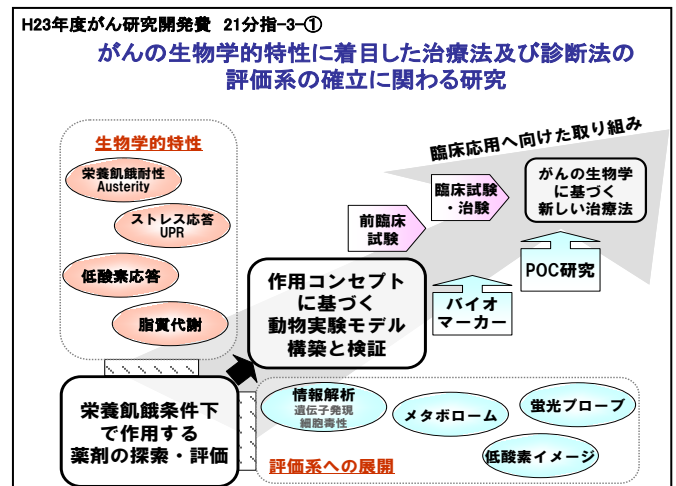 H23年度がん研究開発費 21分指-3-①
がんの生物学的特性に着目した治療法及び診断法の
評価系の確立に関わる研究
臨床応用へ向けた取り組み
生物学的特性
栄養飢餓耐性
Austerity
ストレス応答
UPR
低酸素応答
脂質代謝
前臨床
試験
臨床試験
・治験
がんの生物学
に基づく
新しい治療法
作用コンセプト
に基づく
動物実験モデル
構築と検証
バイオ
マーカー
POC研究
栄養飢餓条件下
で作用する
薬剤の探索・評価
情報解析
遺伝子発現
細胞毒性
メタボローム
蛍光プローブ
低酸素イメージ
評価系への展開